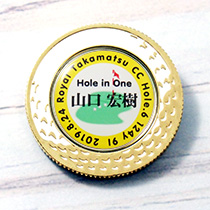 2019.8.24 Royal Takamatsu CC Hole.6 124y 9I
Hole in One
山口 宏樹